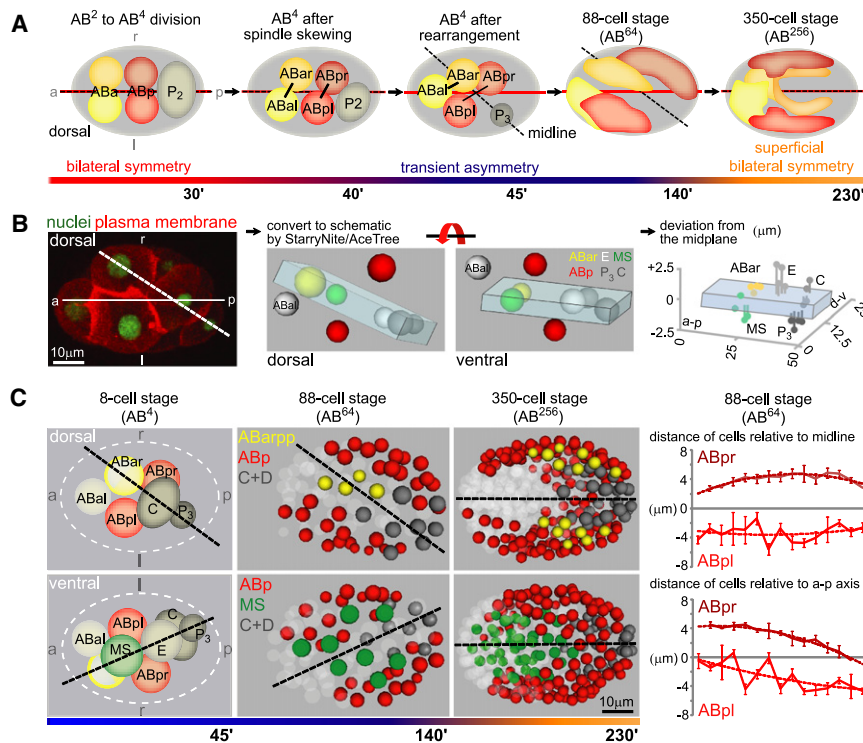 A
AB2 to AB4 division
AB4 after
spindle skewing
AB4 after
rearrangement
88-cell stage
(AB64)
350-cell stage
(AB256)
r
a
ABa
ABp
P2
p
dorsal
l
ABar
ABpr
ABal
ABpl
P2
ABar
ABpr
ABal
ABpl
P3
midline
bilateral symmetry
transient asymmetry
superficial
bilateral symmetry
30'
40'
45'
140'
230'
B
nuclei plasma membrane
dorsal
r
a
p
l
10μm
convert to schematic
by StarryNite/AceTree
ABal
dorsal
ABar E MS
ABp P3 C
ABal
ventral
deviation from
the midplane (μm)
+2.5
0
-2.5
ABar
E
C
MS
P3
a-p
d-v
0
25
50
0
12.5
C
8-cell stage
(AB4)
88-cell stage
(AB64)
350-cell stage
(AB256)
88-cell stage
(AB64)
dorsal
r
ABar
ABpr
a
ABal
C
p
ABpl
P3
l
ABarpp
ABp
C+D
distance of cells relative to midline
ABpr
4
(μm) 0
-4
-8
ABpl
ventral
l
ABpl
C
P3
a
ABal
MS
E
p
ABpr
r
ABp
MS
C+D
10μm
distance of cells relative to a-p axis
ABpr
8
4
(μm) 0
-4
-8
ABpl
45'
140'
230'